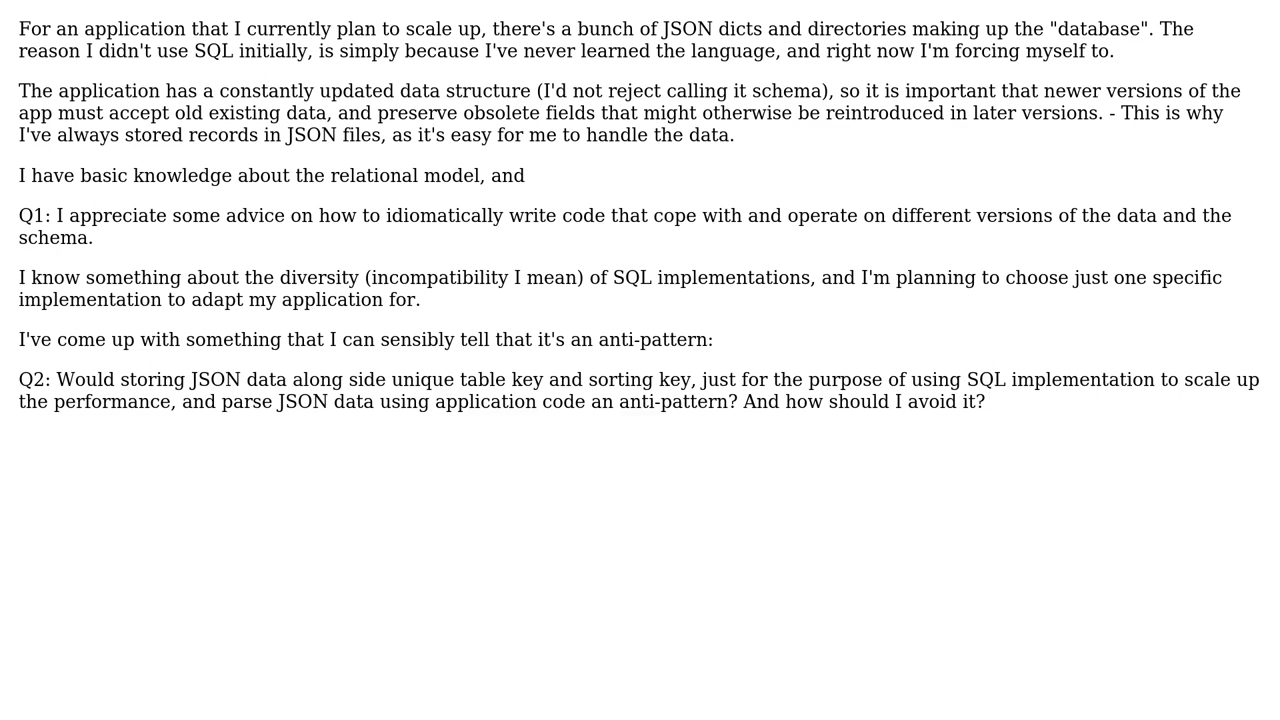 For an application that I currently plan to scale up, there's a bunch of JSON dicts and directories making up the "database". The
reason I didn't use SQL initially, is simply because I've never learned the language, and right now I'm forcing myself to.
The application has a constantly updated data structure (I'd not reject calling it schema), so it is important that newer versions of the
app must accept old existing data, and preserve obsolete fields that might otherwise be reintroduced in later versions. - This is why
I've always stored records in JSON files, as it's easy for me to handle the data.
I have basic knowledge about the relational model, and
Q1: I appreciate some advice on how to idiomatically write code that cope with and operate on different versions of the data and the
schema.
I know something about the diversity (incompatibility I mean) of SQL implementations, and I'm planning to choose just one specific
implementation to adapt my application for.
I've come up with something that I can sensibly tell that it's an anti-pattern:
Q2: Would storing JSON data along side unique table key and sorting key, just for the purpose of using SQL implementation to scale up
the performance, and parse JSON data using application code an anti-pattern? And how should I avoid it?